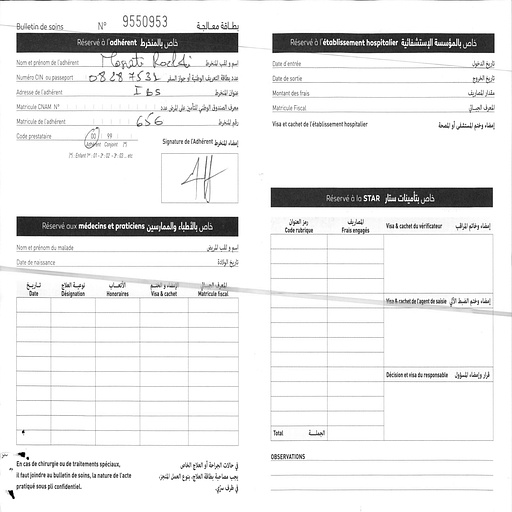 Bulletin de soins N° 9550953 بطاقة معالجة
Réservé à l'adhérent خاص بالمنخرط
Nom et prénom de l'adhérent اسم و لقب المنخرط
Numéro CIN ou passeport 08287531 عدد بطاقة التعريف الوطنية أو جواز السفر
Adresse de l'adhérent عنوان المنخرط
Matricule CNAM N° معرف الصندوق الوطني للتأمين على المرض عدد
Matricule de l'adhérent 656 رقم المنخرط
Code prestataire 00 99 Signature de l'Adhérent إمضاء المنخرط
Adhérent Conjoint
Réservé aux médecins et praticiens خاص بالأطباء والممارسين
Nom et prénom du malade اسم و لقب المريض
Date de naissance تاريخ الولادة
تاريخ نوعية العلاج الأتعاب الإمضاء و الختم المعرف الجبائي
Date Désignation Honoraires Visa & cachet Matricule fiscal
En cas de chirurgie ou de traitements spéciaux, في حالات الجراحة أو العلاج الخاص
il faut joindre au bulletin de soins, la nature de l'acte يجب مصاحبة بطاقة العلاج، بنوع العمل المنجز،
pratiqué sous pli confidentiel. في ظرف سري.
Réservé à l'établissement hospitalier خاص بالمؤسسة الإستشفائية
Date d'entrée تاريخ الدخول
Date de sortie تاريخ الخروج
Montant des frais مقدار المصاريف
Matricule Fiscal المعرف الجبائي
Visa et cachet de l'établissement hospitalier إمضاء وختم المستشفى أو المصحة
Réservé à la STAR خاص بتأمينات ستار
رمز العنوان المصاريف Visa & cachet du vérificateur إمضاء وختم المراقب
Code rubrique Frais engagés
Visa & cachet de l'agent de saisie إمضاء وختم الضبط الآلي
Décision et visa du responsable قرار وإمضاء المسؤول
Total الجملة
OBSERVATIONS